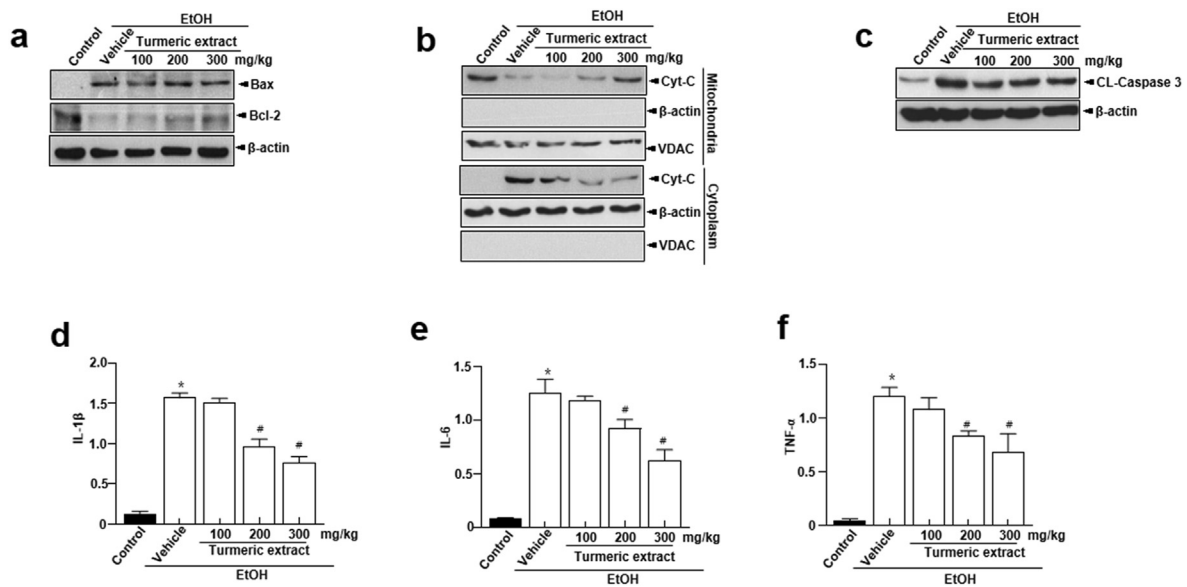 a
Control
Vehicle
EtOH
Turmeric extract
100 200 300 mg/kg
Bax
Bcl-2
β-actin
b
Control
Vehicle
EtOH
Turmeric extract
100 200 300 mg/kg
Cyt-C
β-actin
VDAC
Mitochondria
Cyt-C
β-actin
VDAC
Cytoplasm
c
Control
Vehicle
EtOH
Turmeric extract
100 200 300 mg/kg
CL-Caspase 3
β-actin
d
IL-1β
2.0
1.5
1.0
0.5
0
*
#
#
Control
Vehicle
100 200 300 mg/kg
Turmeric extract
EtOH
e
IL-6
1.5
1.0
0.5
0
*
#
#
Control
Vehicle
100 200 300 mg/kg
Turmeric extract
EtOH
f
TNF-α
1.5
1.0
0.5
0
*
#
#
Control
Vehicle
100 200 300 mg/kg
Turmeric extract
EtOH